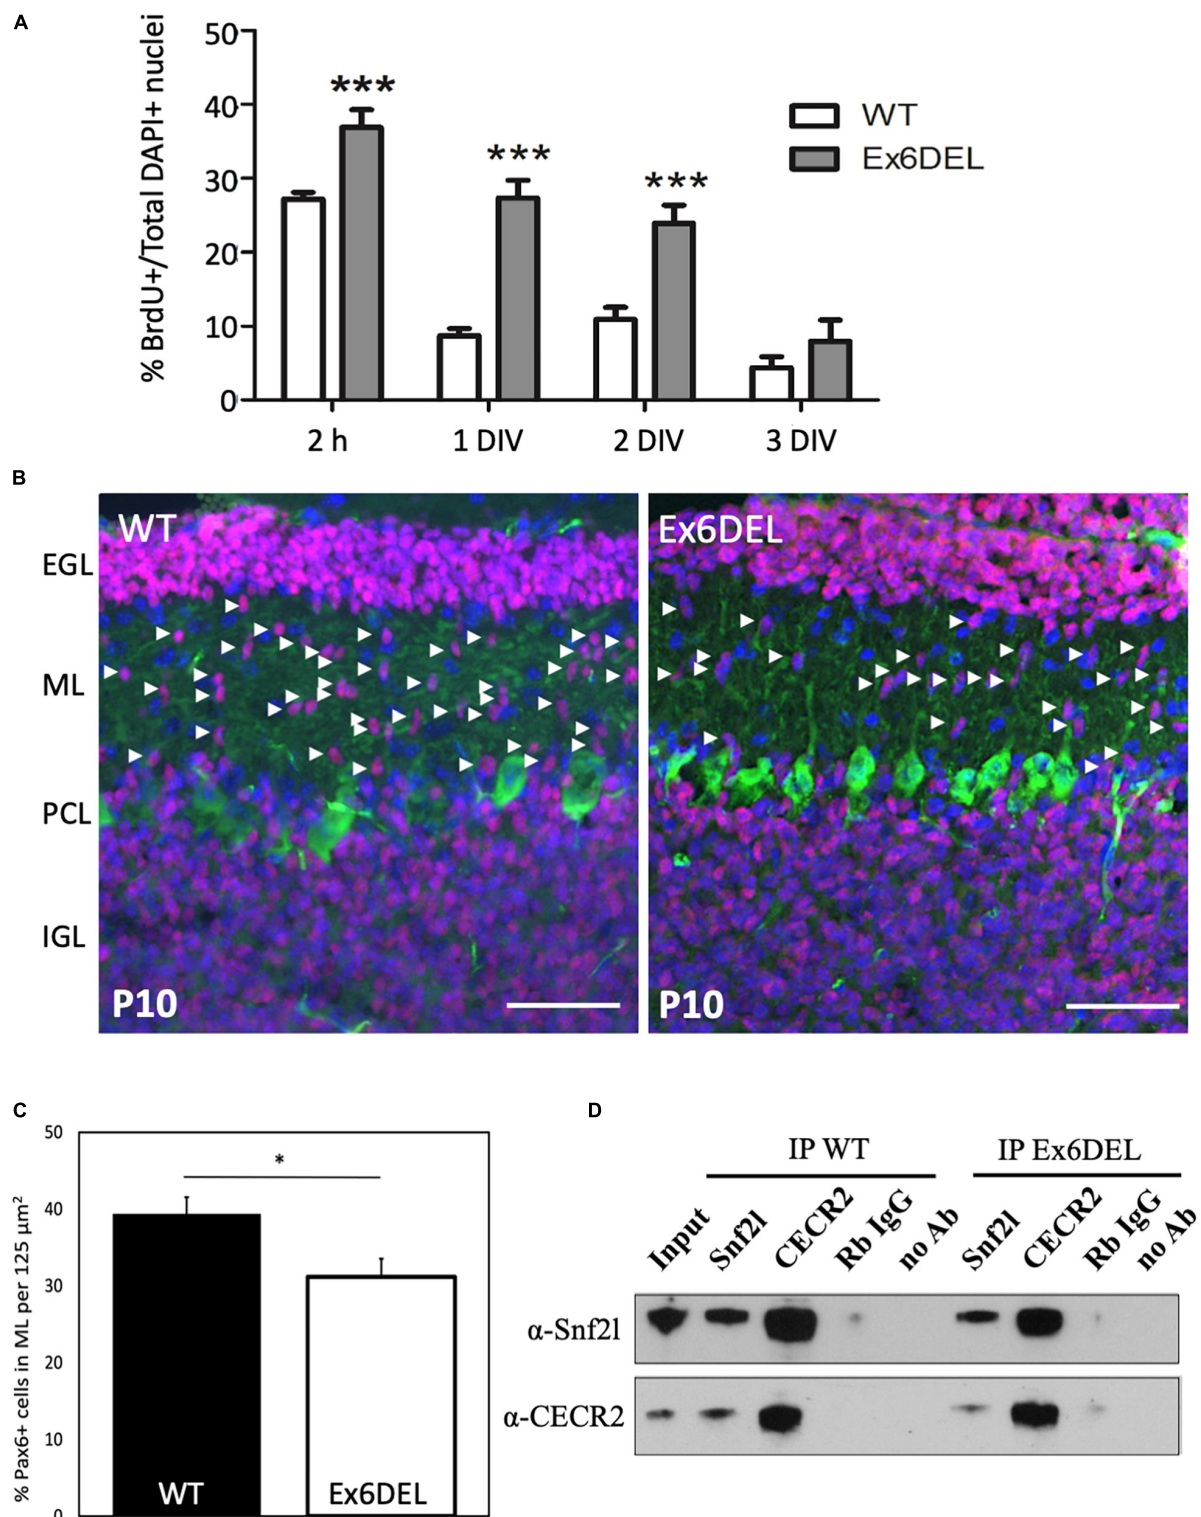 A
% BrdU+/Total DAPI+ nuclei
50
40
30
20
10
0
***
***
***
WT
Ex6DEL
2 h
1 DIV
2 DIV
3 DIV
B
WT
Ex6DEL
EGL
ML
PCL
IGL
P10
P10
C
% Pax6+ cells in ML per 125 µm²
50
40
30
20
10
0
*
WT
Ex6DEL
D
IP WT
IP Ex6DEL
Input
Snf2l
CECR2
Rb IgG
no Ab
Snf2l
CECR2
Rb IgG
no Ab
α-Snf2l
α-CECR2